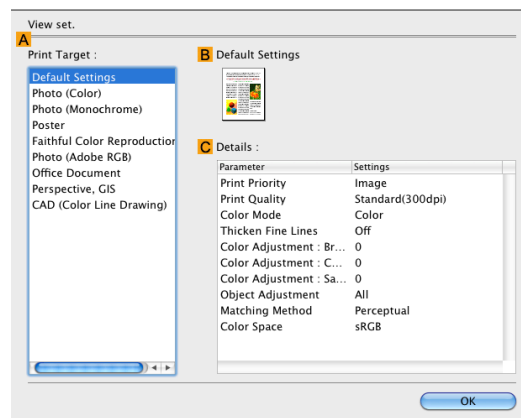 View set.
A
Print Target :
Default Settings
Photo (Color)
Photo (Monochrome)
Poster
Faithful Color Reproduction
Photo (Adobe RGB)
Office Document
Perspective, GIS
CAD (Color Line Drawing)
B Default Settings
C Details :
Parameter Settings
Print Priority Image
Print Quality Standard(300dpi)
Color Mode Color
Thicken Fine Lines Off
Color Adjustment : Br... 0
Color Adjustment : C... 0
Color Adjustment : Sa... 0
Object Adjustment All
Matching Method Perceptual
Color Space sRGB
OK